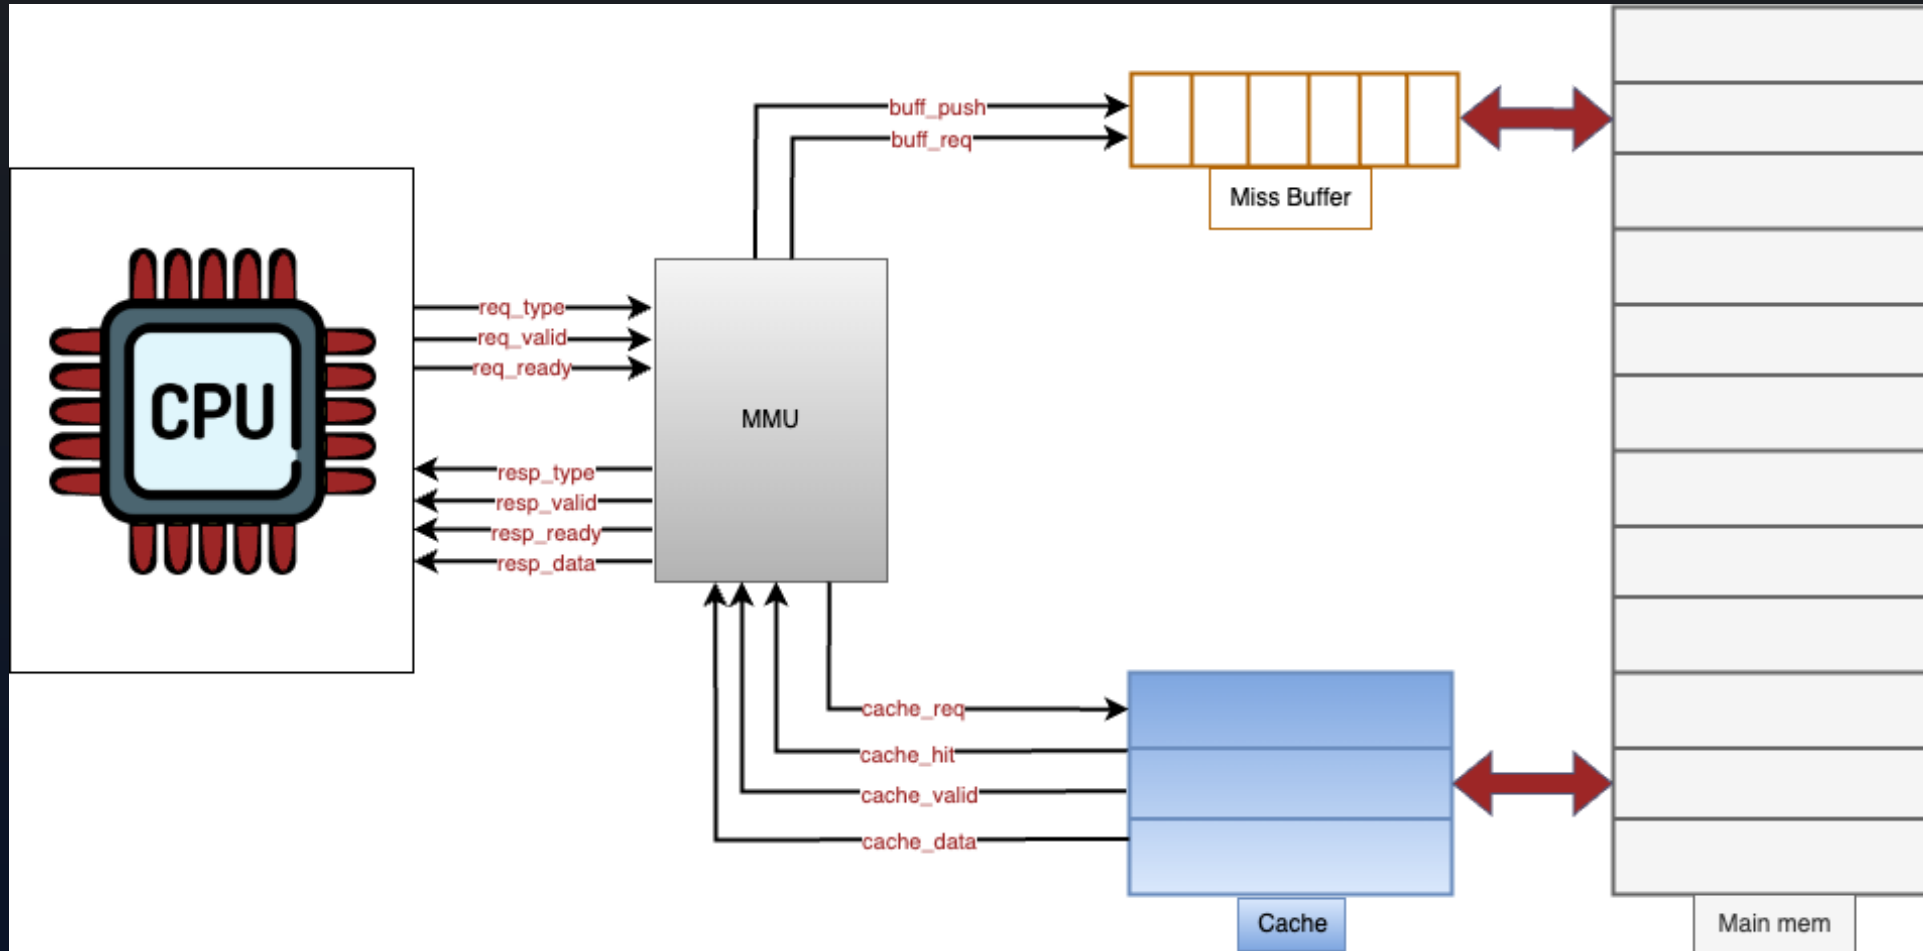 buff_push
buff_req
Miss Buffer
CPU
req_type
req_valid
req_ready
MMU
resp_type
resp_valid
resp_ready
resp_data
cache_req
cache_hit
cache_valid
cache_data
Cache
Main mem